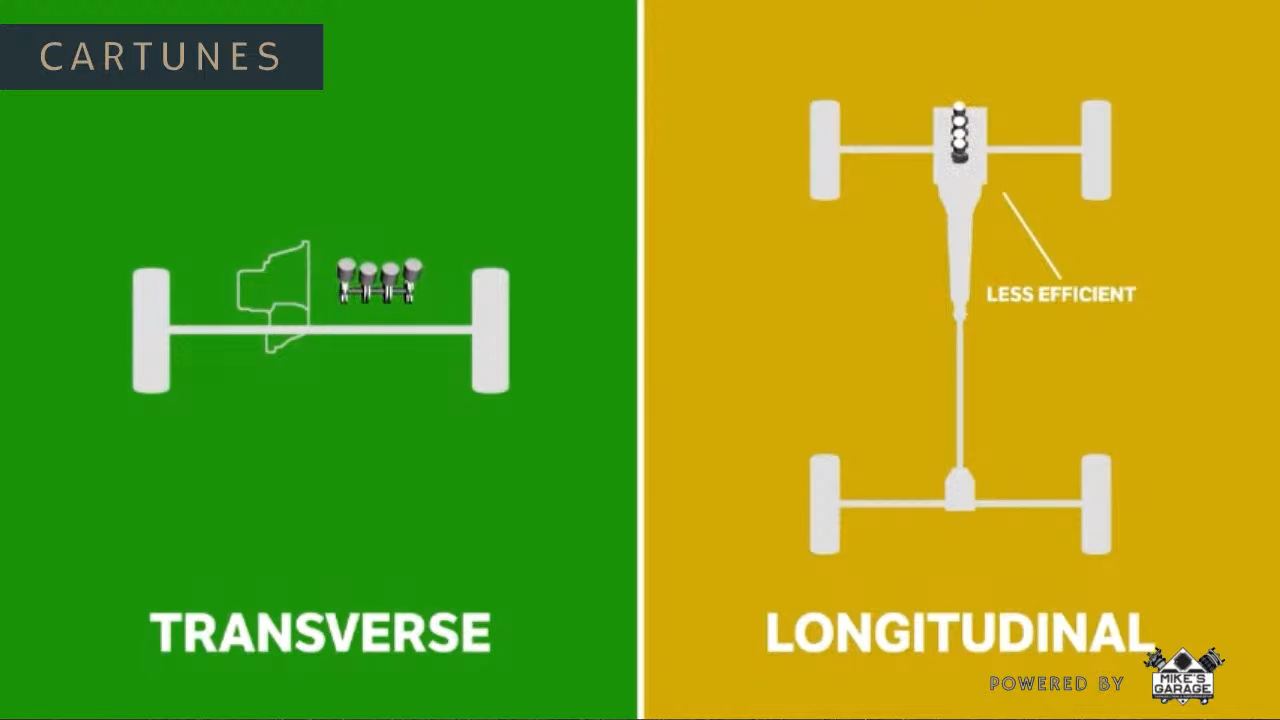 CARTUNES
LESS EFFICIENT
TRANSVERSE
LONGITUDINAL
POWERED BY
MIKE'S
GARAGE